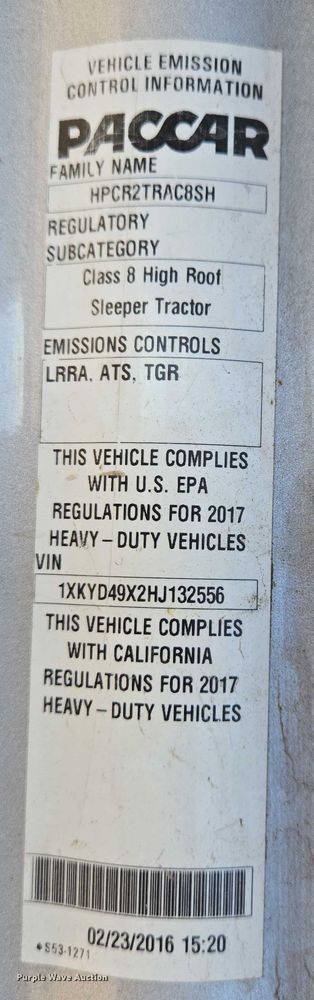 VEHICLE EMISSION
CONTROL INFORMATION
PACCAR
FAMILY NAME
HPCR2TRAC8SH
REGULATORY
SUBCATEGORY
Class 8 High Roof
Sleeper Tractor
EMISSIONS CONTROLS
LRRA, ATS, TGR
THIS VEHICLE COMPLIES
WITH U.S. EPA
REGULATIONS FOR 2017
HEAVY-DUTY VEHICLES
VIN
1XKYD49X2HJ132556
THIS VEHICLE COMPLIES
WITH CALIFORNIA
REGULATIONS FOR 2017
HEAVY-DUTY VEHICLES
S53-1271 02/23/2016 15:20
Purple Wave Auction